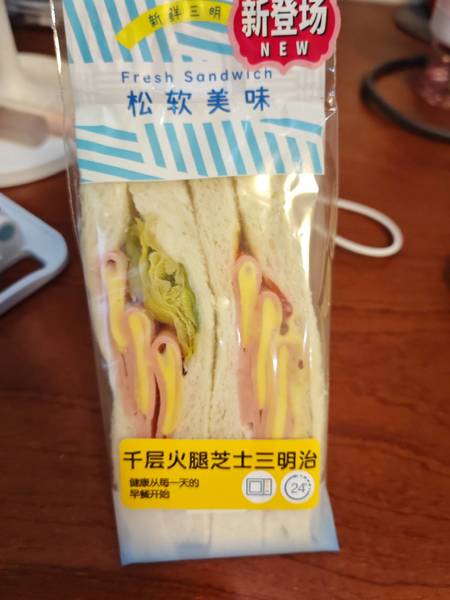 新鲜三明
新登场
NEW
Fresh Sandwich
松软美味
千层火腿芝士三明治
健康从每一天的
早餐开始
24